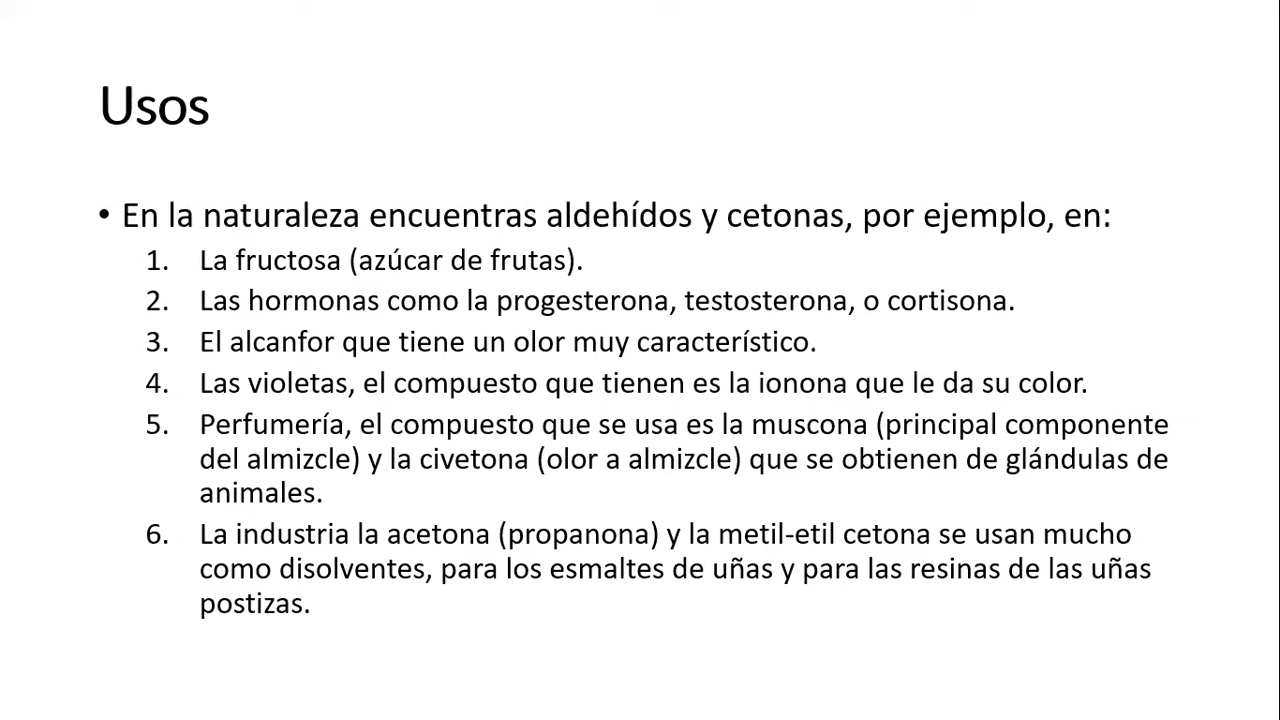 Usos
• En la naturaleza encuentras aldehídos y cetonas, por ejemplo, en:
1. La fructosa (azúcar de frutas).
2. Las hormonas como la progesterona, testosterona, o cortisona.
3. El alcanfor que tiene un olor muy característico.
4. Las violetas, el compuesto que tienen es la ionona que le da su color.
5. Perfumería, el compuesto que se usa es la muscona (principal componente
del almizcle) y la civetona (olor a almizcle) que se obtienen de glándulas de
animales.
6. La industria la acetona (propanona) y la metil-etil cetona se usan mucho
como disolventes, para los esmaltes de uñas y para las resinas de las uñas
postizas.